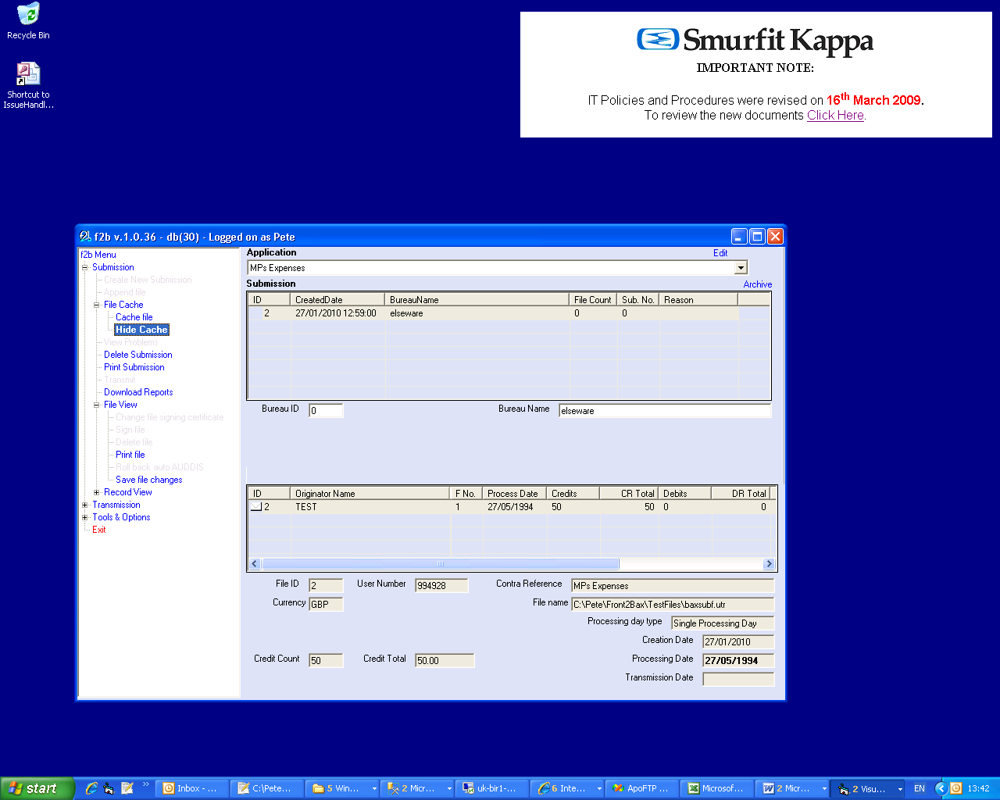 Recycle Bin
Shortcut to
IssueHandl...
Smurfit Kappa
IMPORTANT NOTE:
IT Policies and Procedures were revised on 16th March 2009.
To review the new documents Click Here.
f2b v.1.0.36 - db(30) - Logged on as Pete
f2b Menu
Submission
Create New Submission
Append file
File Cache
Cache file
Hide Cache
View Problems
Delete Submission
Print Submission
Transmit
Download Reports
File View
Change file signing certificate
Sign file
Delete file
Print file
Roll back auto AUDDIS
Save file changes
Record View
Transmission
Tools & Options
Exit
Application Edit
MPs Expenses
Submission Archive
ID CreatedDate BureauName File Count Sub. No. Reason
2 27/01/2010 12:59:00 elseware 0 0
Bureau ID 0 Bureau Name elseware
ID Originator Name F No. Process Date Credits CR Total Debits DR Total
2 TEST 1 27/05/1994 50 50 0 0
File ID 2 User Number 994928 Contra Reference MPs Expenses
Currency GBP File name C:\Pete\Front2Bax\TestFiles\baxsubf.utr
Processing day type Single Processing Day
Creation Date 27/01/2010
Credit Count 50 Credit Total 50.00 Processing Date 27/05/1994
Transmission Date
start Inbox - ... C:\Pete... 5 Win... 2 Micr... uk-bir1-... 6 Inte... ApoFTP ... Microsof... 2 Micr... 2 Visu... EN 13:42